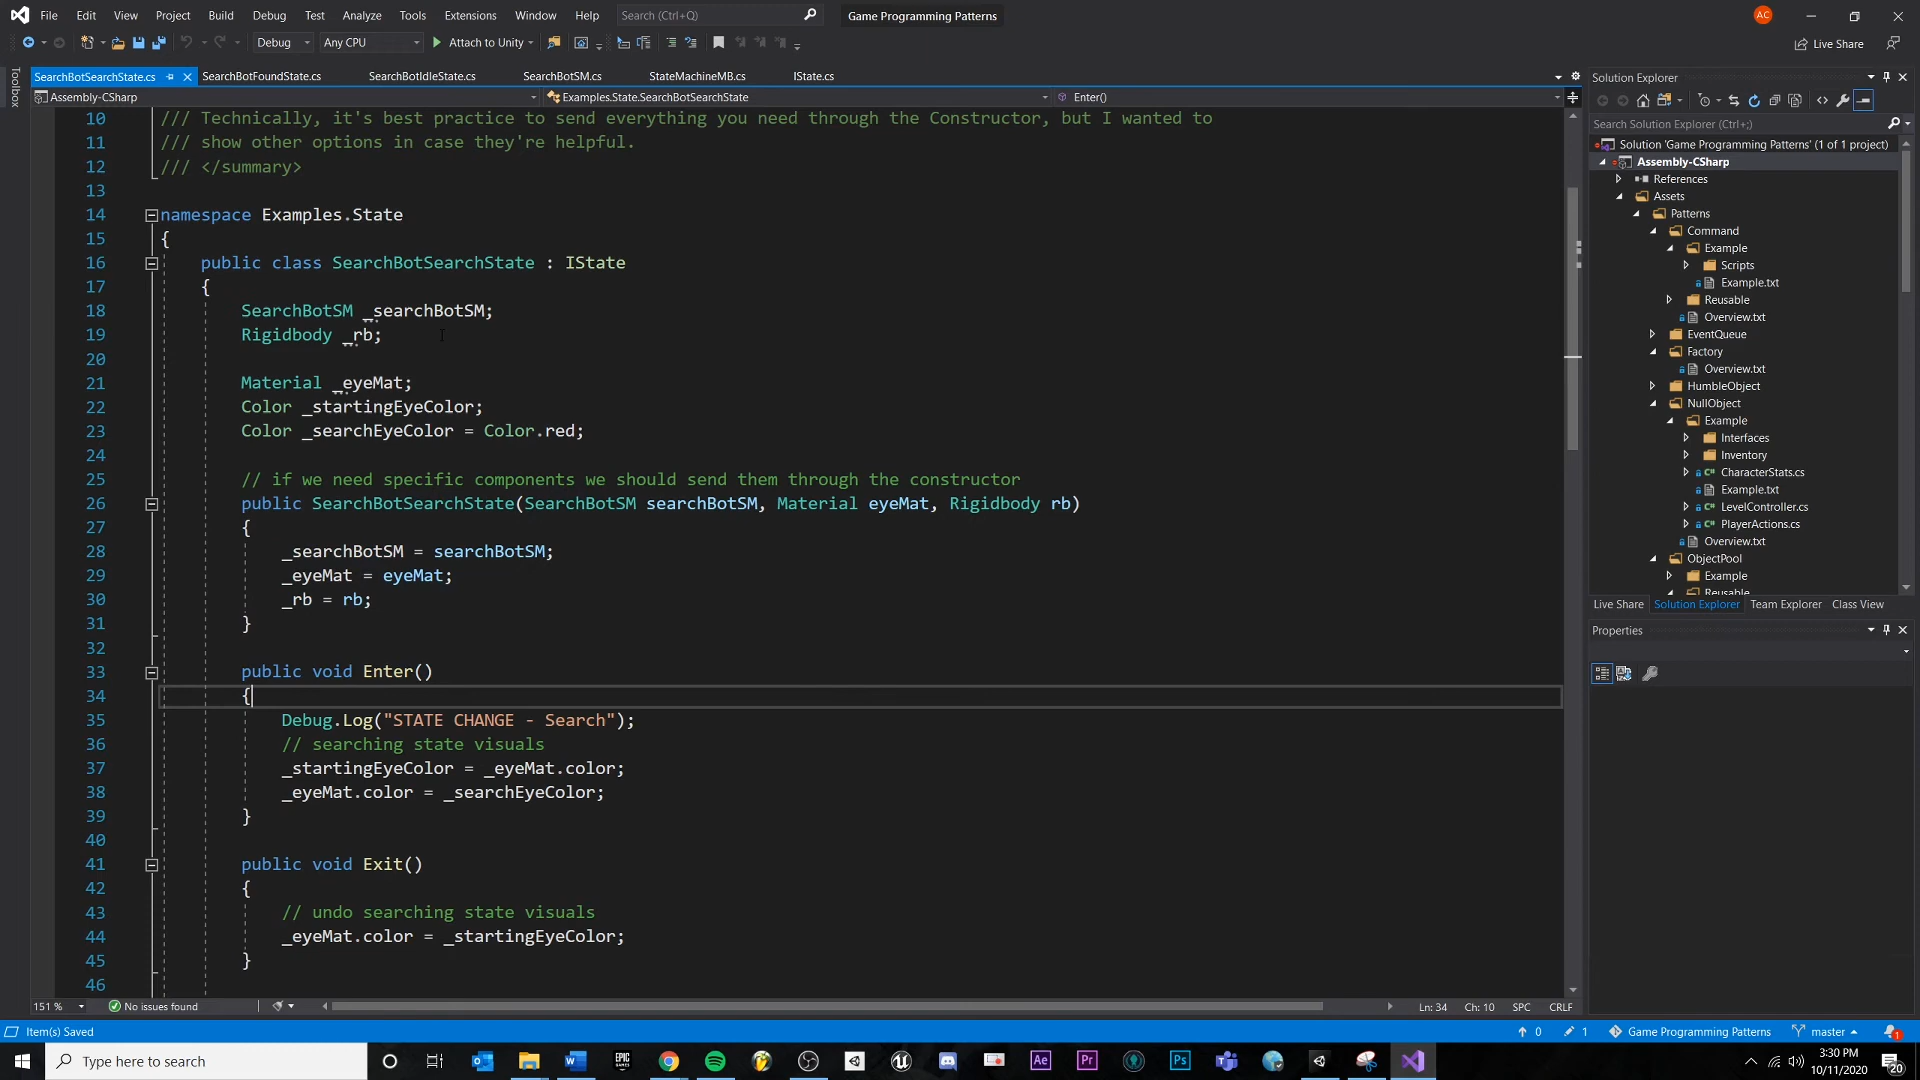 File Edit View Project Build Debug Test Analyze Tools Extensions Window Help Search (Ctrl+Q) Game Programming Patterns AC
Debug Any CPU Attach to Unity Live Share
Toolbox
SearchBotSearchState.cs SearchBotFoundState.cs SearchBotIdleState.cs SearchBotSM.cs StateMachineMB.cs IState.cs
Assembly-CSharp Examples.State.SearchBotSearchState Enter()
10 /// Technically, it's best practice to send everything you need through the Constructor, but I wanted to
11 /// show other options in case they're helpful.
12 /// </summary>
13
14 namespace Examples.State
15 {
16 public class SearchBotSearchState : IState
17 {
18 SearchBotSM _searchBotSM;
19 Rigidbody _rb;
20
21 Material _eyeMat;
22 Color _startingEyeColor;
23 Color _searchEyeColor = Color.red;
24
25 // if we need specific components we should send them through the constructor
26 public SearchBotSearchState(SearchBotSM searchBotSM, Material eyeMat, Rigidbody rb)
27 {
28 _searchBotSM = searchBotSM;
29 _eyeMat = eyeMat;
30 _rb = rb;
31 }
32
33 public void Enter()
34 {
35 Debug.Log("STATE CHANGE - Search");
36 // searching state visuals
37 _startingEyeColor = _eyeMat.color;
38 _eyeMat.color = _searchEyeColor;
39 }
40
41 public void Exit()
42 {
43 // undo searching state visuals
44 _eyeMat.color = _startingEyeColor;
45 }
46
151 % No issues found Ln: 34 Ch: 10 SPC CRLF
Solution Explorer
Search Solution Explorer (Ctrl+;)
Solution 'Game Programming Patterns' (1 of 1 project)
Assembly-CSharp
References
Assets
Patterns
Command
Example
Scripts
Example.txt
Reusable
Overview.txt
EventQueue
Factory
Overview.txt
HumbleObject
NullObject
Example
Interfaces
Inventory
CharacterStats.cs
Example.txt
LevelController.cs
PlayerActions.cs
Overview.txt
ObjectPool
Example
Reusable
Live Share Solution Explorer Team Explorer Class View
Properties
Item(s) Saved 0 1 Game Programming Patterns master 1
Type here to search EPIC GAMES Ae Pr Ps 3:30 PM
10/11/2020 20